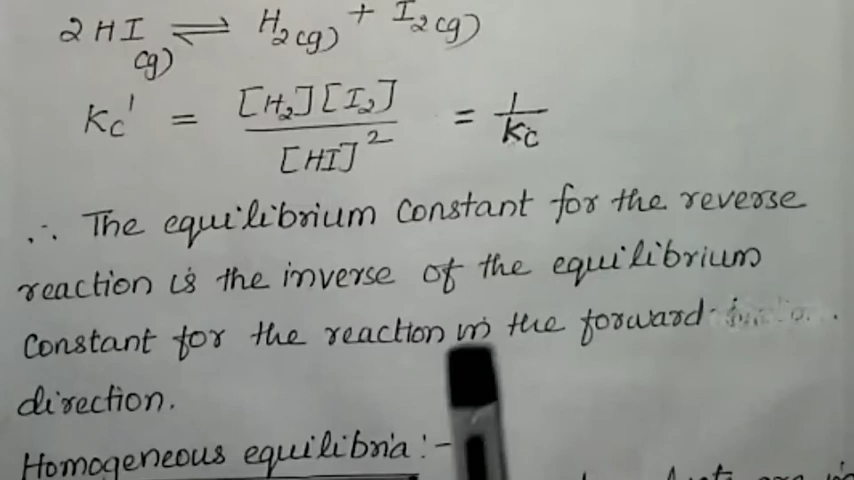 2HI(g) ⇌ H2(g) + I2(g)
Kc' = [H2][I2] / [HI]^2 = 1/Kc
∴ The equilibrium constant for the reverse
reaction is the inverse of the equilibrium
constant for the reaction in the forward
direction.
Homogeneous equilibria :-